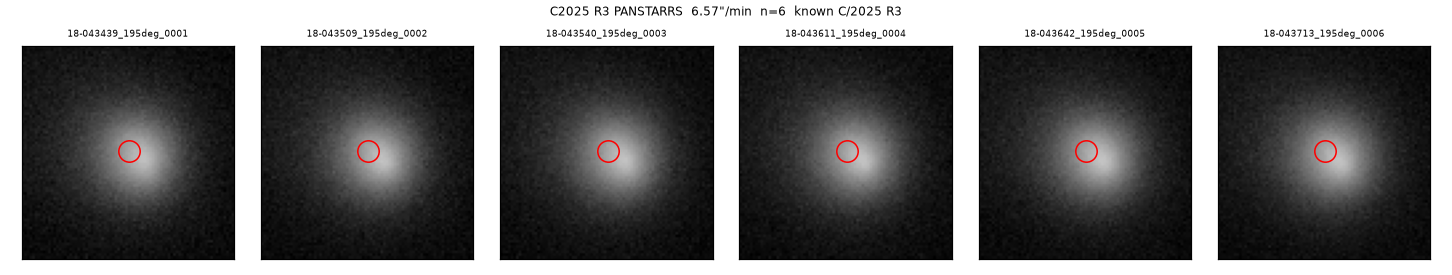 C2025 R3 PANSTARRS  6.57"/min  n=6  known C/2025 R3
18-043439_195deg_0001
18-043509_195deg_0002
18-043540_195deg_0003
18-043611_195deg_0004
18-043642_195deg_0005
18-043713_195deg_0006